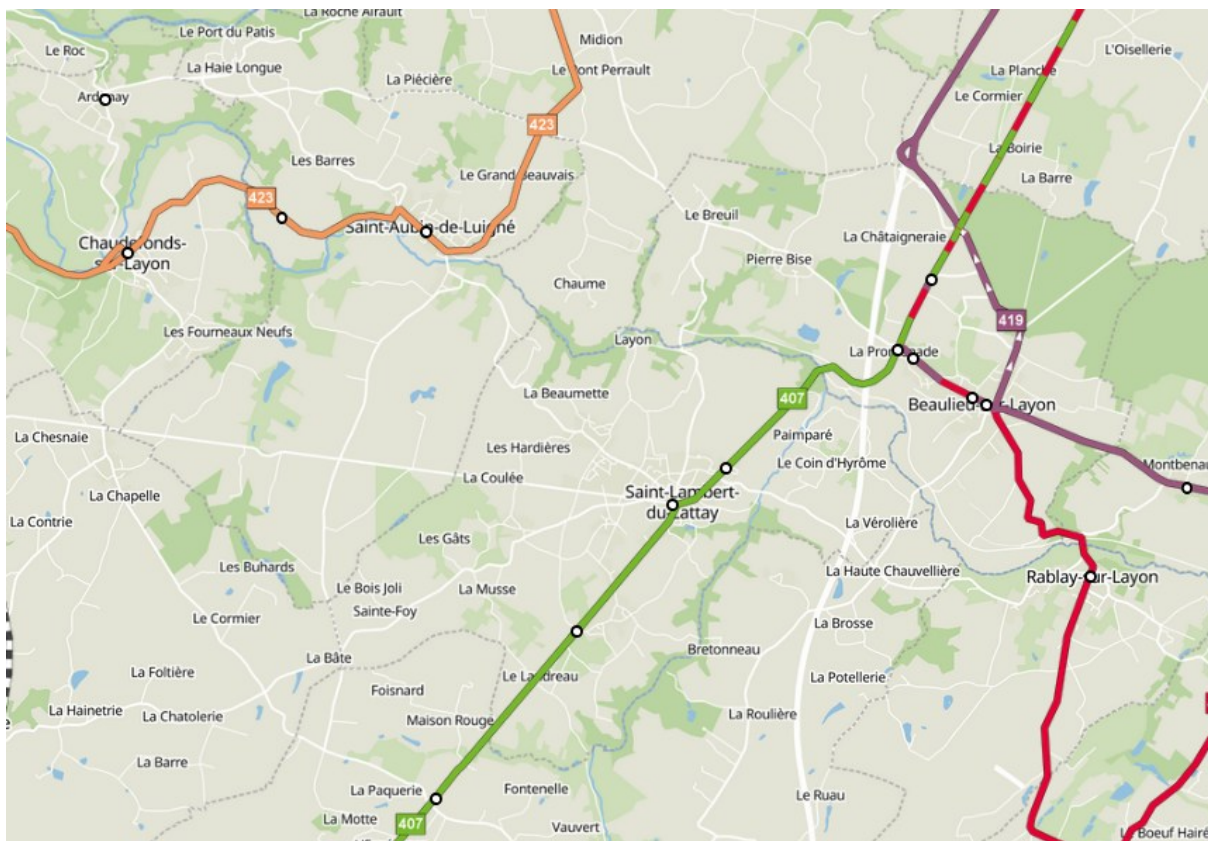 La Roche Airault
Le Port du Patis
Midion
Le Roc
L'Oisellerie
La Haie Longue
Le Pont Perrault
La Planche
La Piécière
Ardenay
Le Cormier
423
La Boirie
Les Barres
Le Grand Beauvais
La Barre
423
Le Breuil
Saint-Aubin-de-Luigné
La Châtaigneraie
Chaudefonds-
sur-Layon
Pierre Bise
Chaume
419
Les Fourneaux Neufs
Layon
La Promenade
La Beaumette
407
Beaulieu-sur-Layon
La Chesnaie
Paimparé
Les Hardières
Le Coin d'Hyrôme
Montbenau
La Coulée
La Chapelle
Saint-Lambert-
du-Lattay
La Contrie
La Vérolière
Les Gâts
Les Buhards
La Haute Chauvellière
Rablay-sur-Layon
Le Bois Joli
La Musse
Sainte-Foy
Le Cormier
La Brosse
Bretonneau
La Bâte
La Foltière
Le Landreau
La Potellerie
Foisnard
La Hainetrie
La Chatolerie
Maison Rouge
La Roulière
La Barre
La Paquerie
Fontenelle
Le Ruau
La Motte
407
Vauvert
Le Boeuf Hairé